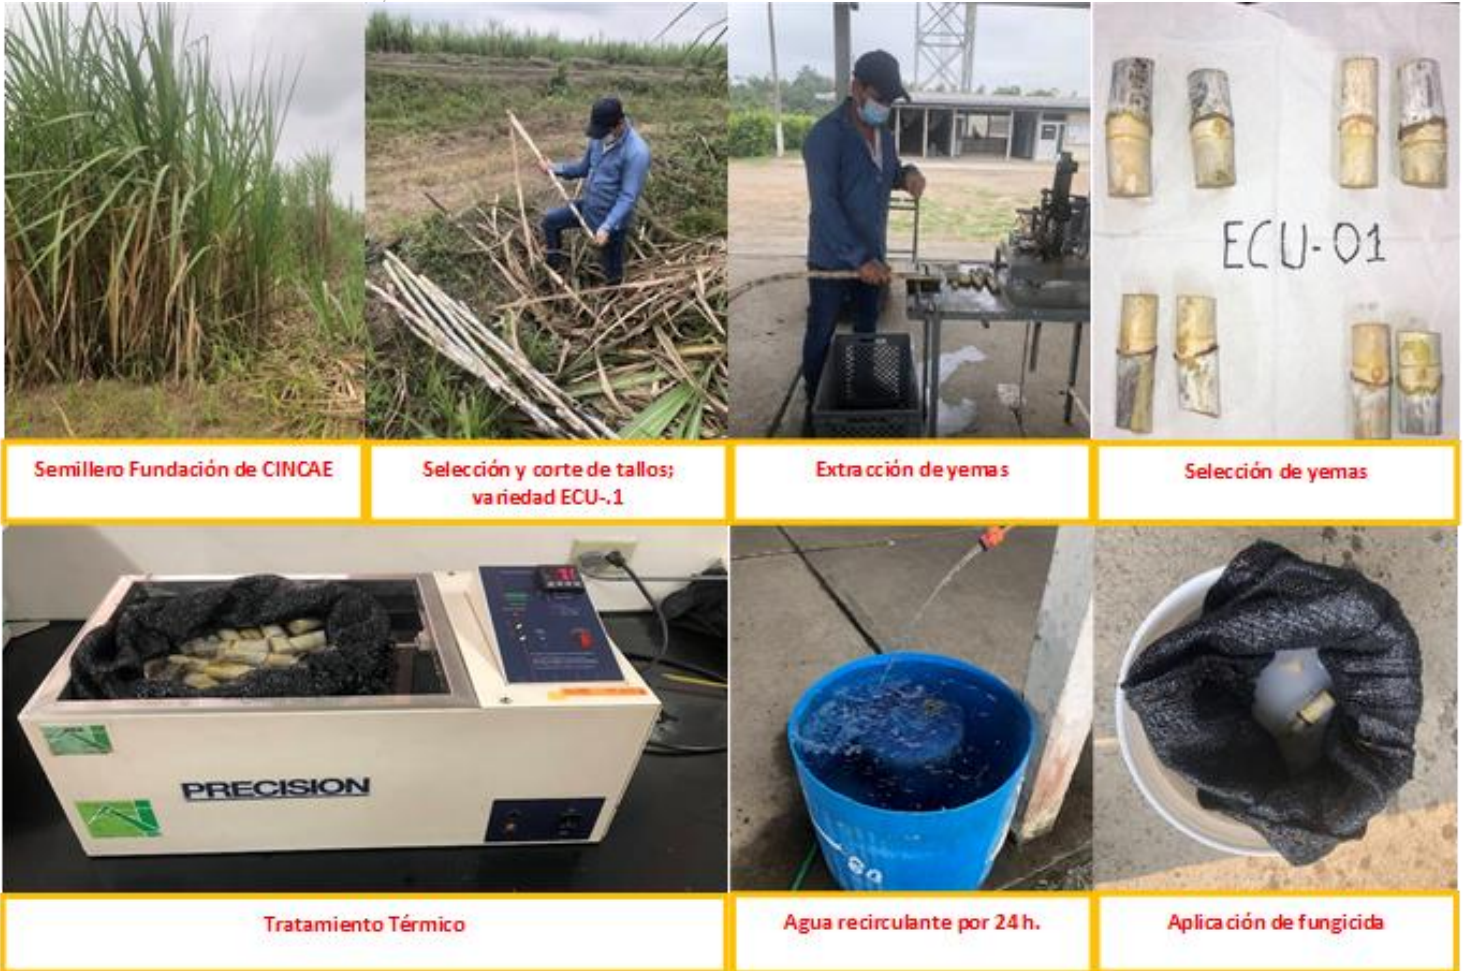 ECU-01
Semillero Fundación de CINCAE
Selección y corte de tallos;
variedad ECU-.1
Extracción de yemas
Selección de yemas
PRECISION
60
Tratamiento Térmico
Agua recirculante por 24 h.
Aplicación de fungicida